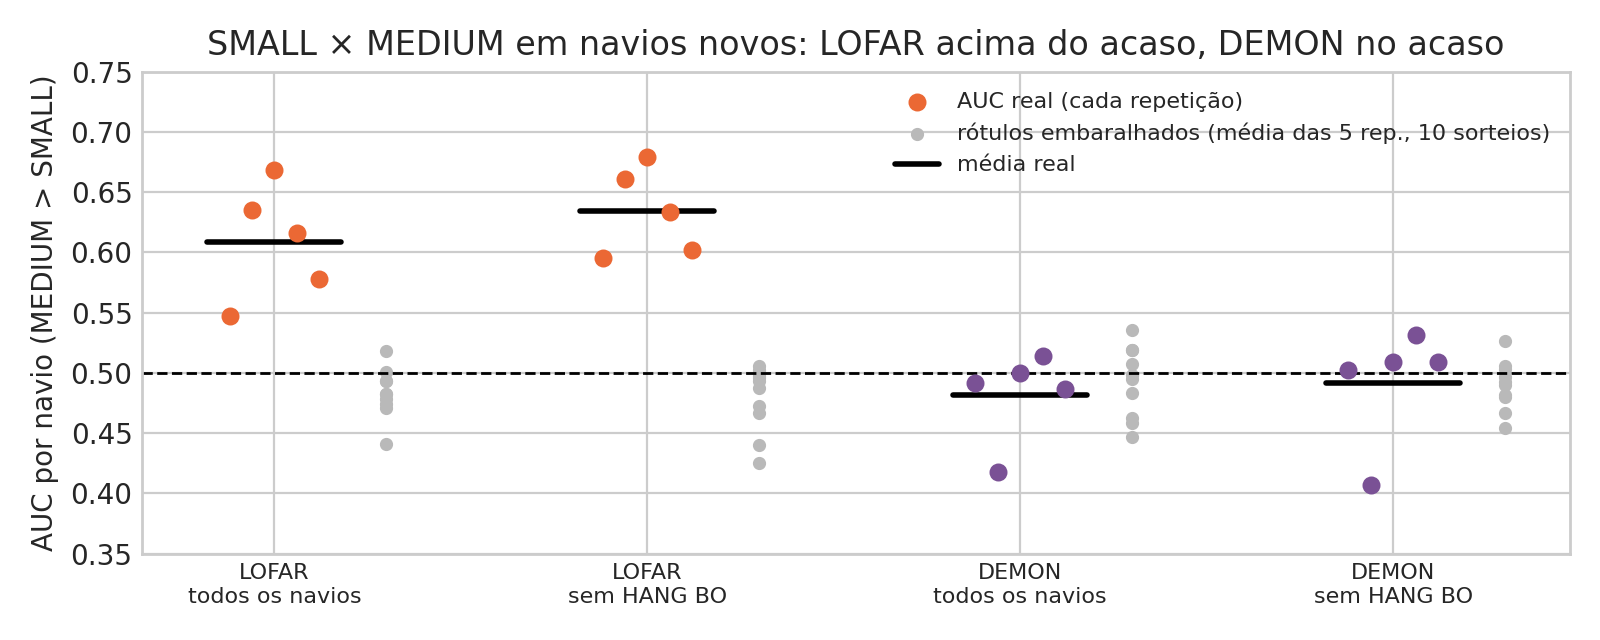 SMALL × MEDIUM em navios novos: LOFAR acima do acaso, DEMON no acaso
AUC por navio (MEDIUM > SMALL)
0.75
0.70
0.65
0.60
0.55
0.50
0.45
0.40
0.35
AUC real (cada repetição)
rótulos embaralhados (média das 5 rep., 10 sorteios)
média real
LOFAR
todos os navios
LOFAR
sem HANG BO
DEMON
todos os navios
DEMON
sem HANG BO